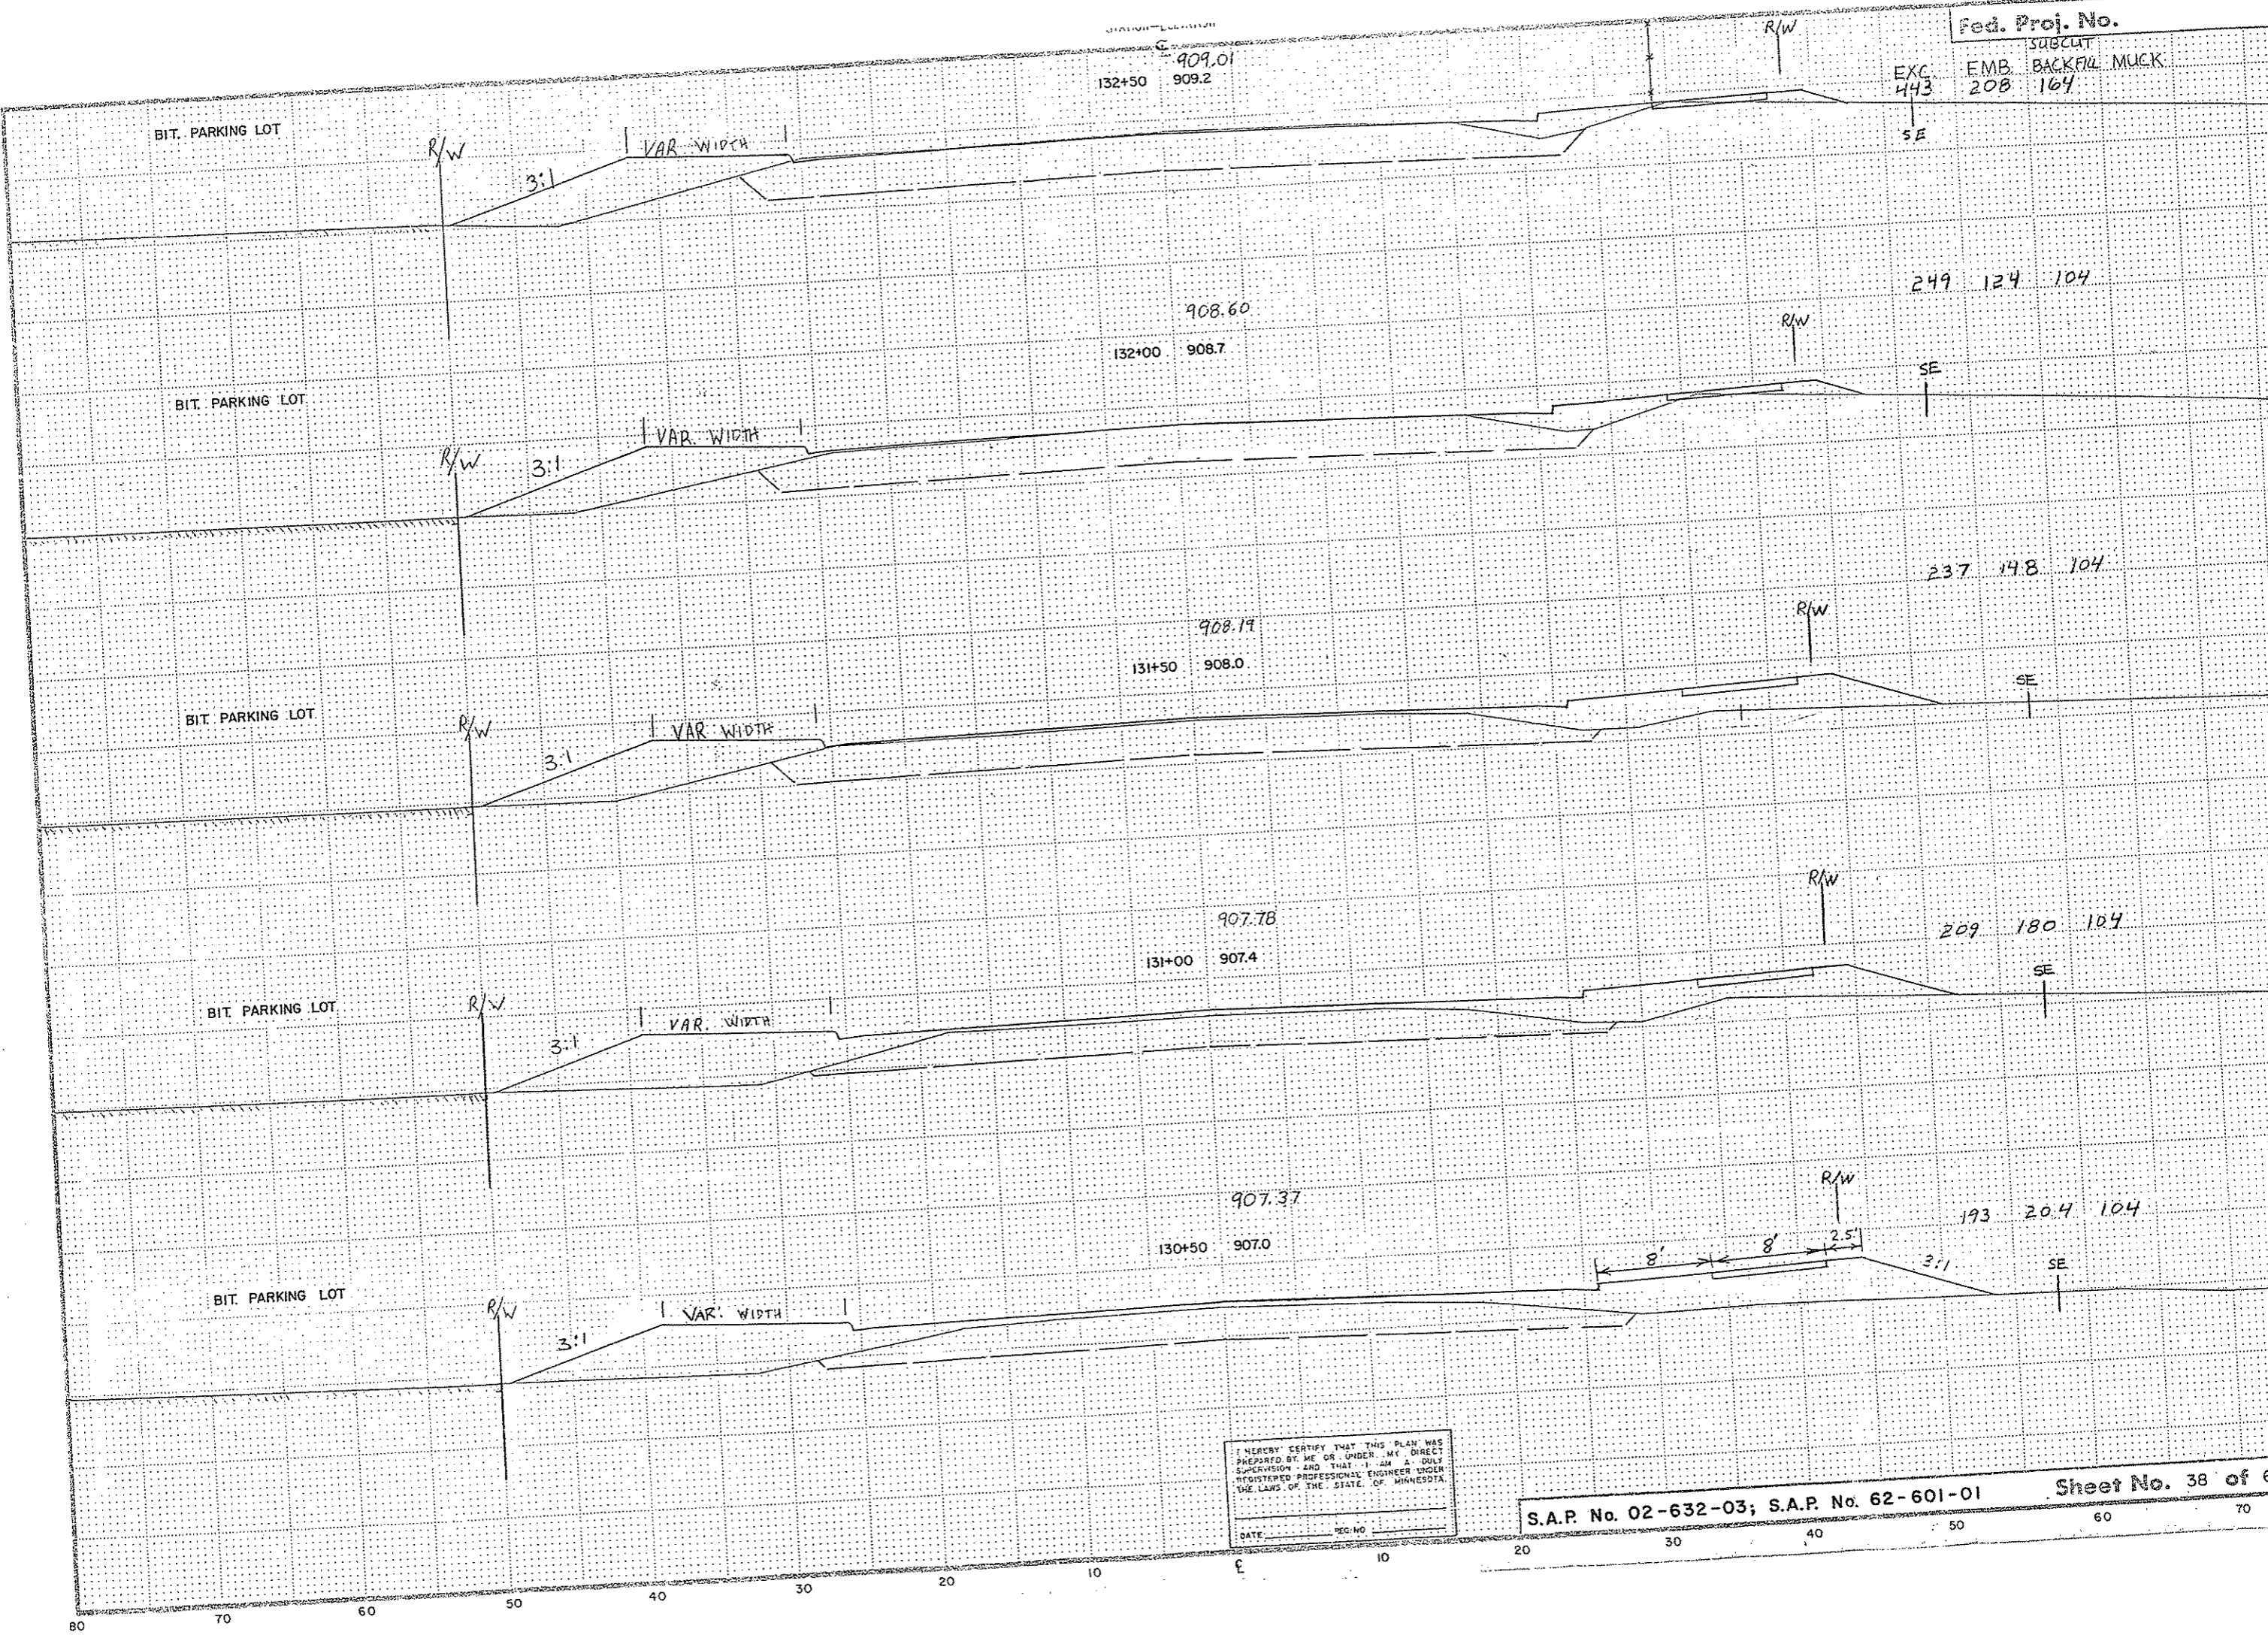 Fed. Proj. No.
℄
909.01
132+50 909.2
R/W
SUBCUT
EXC. EMB. BACKFILL MUCK
443 208 164
SE
BIT. PARKING LOT
R/W
3:1
VAR. WIDTH
249 124 104
908.60
132+00 908.7
R/W
SE
BIT. PARKING LOT
R/W
3:1
VAR. WIDTH
237 148 104
908.19
131+50 908.0
R/W
SE
BIT. PARKING LOT
R/W
3:1
VAR. WIDTH
907.78
131+00 907.4
R/W
209 180 104
SE
BIT. PARKING LOT
R/W
3:1
VAR. WIDTH
907.37
130+50 907.0
R/W
193 204 104
8' 8' 2.5'
3:1
SE
BIT. PARKING LOT
R/W
3:1
VAR. WIDTH
I HEREBY CERTIFY THAT THIS PLAN WAS
PREPARED BY ME OR UNDER MY DIRECT
SUPERVISION AND THAT I AM A DULY
REGISTERED PROFESSIONAL ENGINEER UNDER
THE LAWS OF THE STATE OF MINNESOTA
DATE REG. NO.
S.A.P. No. 02-632-03; S.A.P. No. 62-601-01 Sheet No. 38 of 6
80 70 60 50 40 30 20 10 ℄ 10 20 30 40 50 60 70